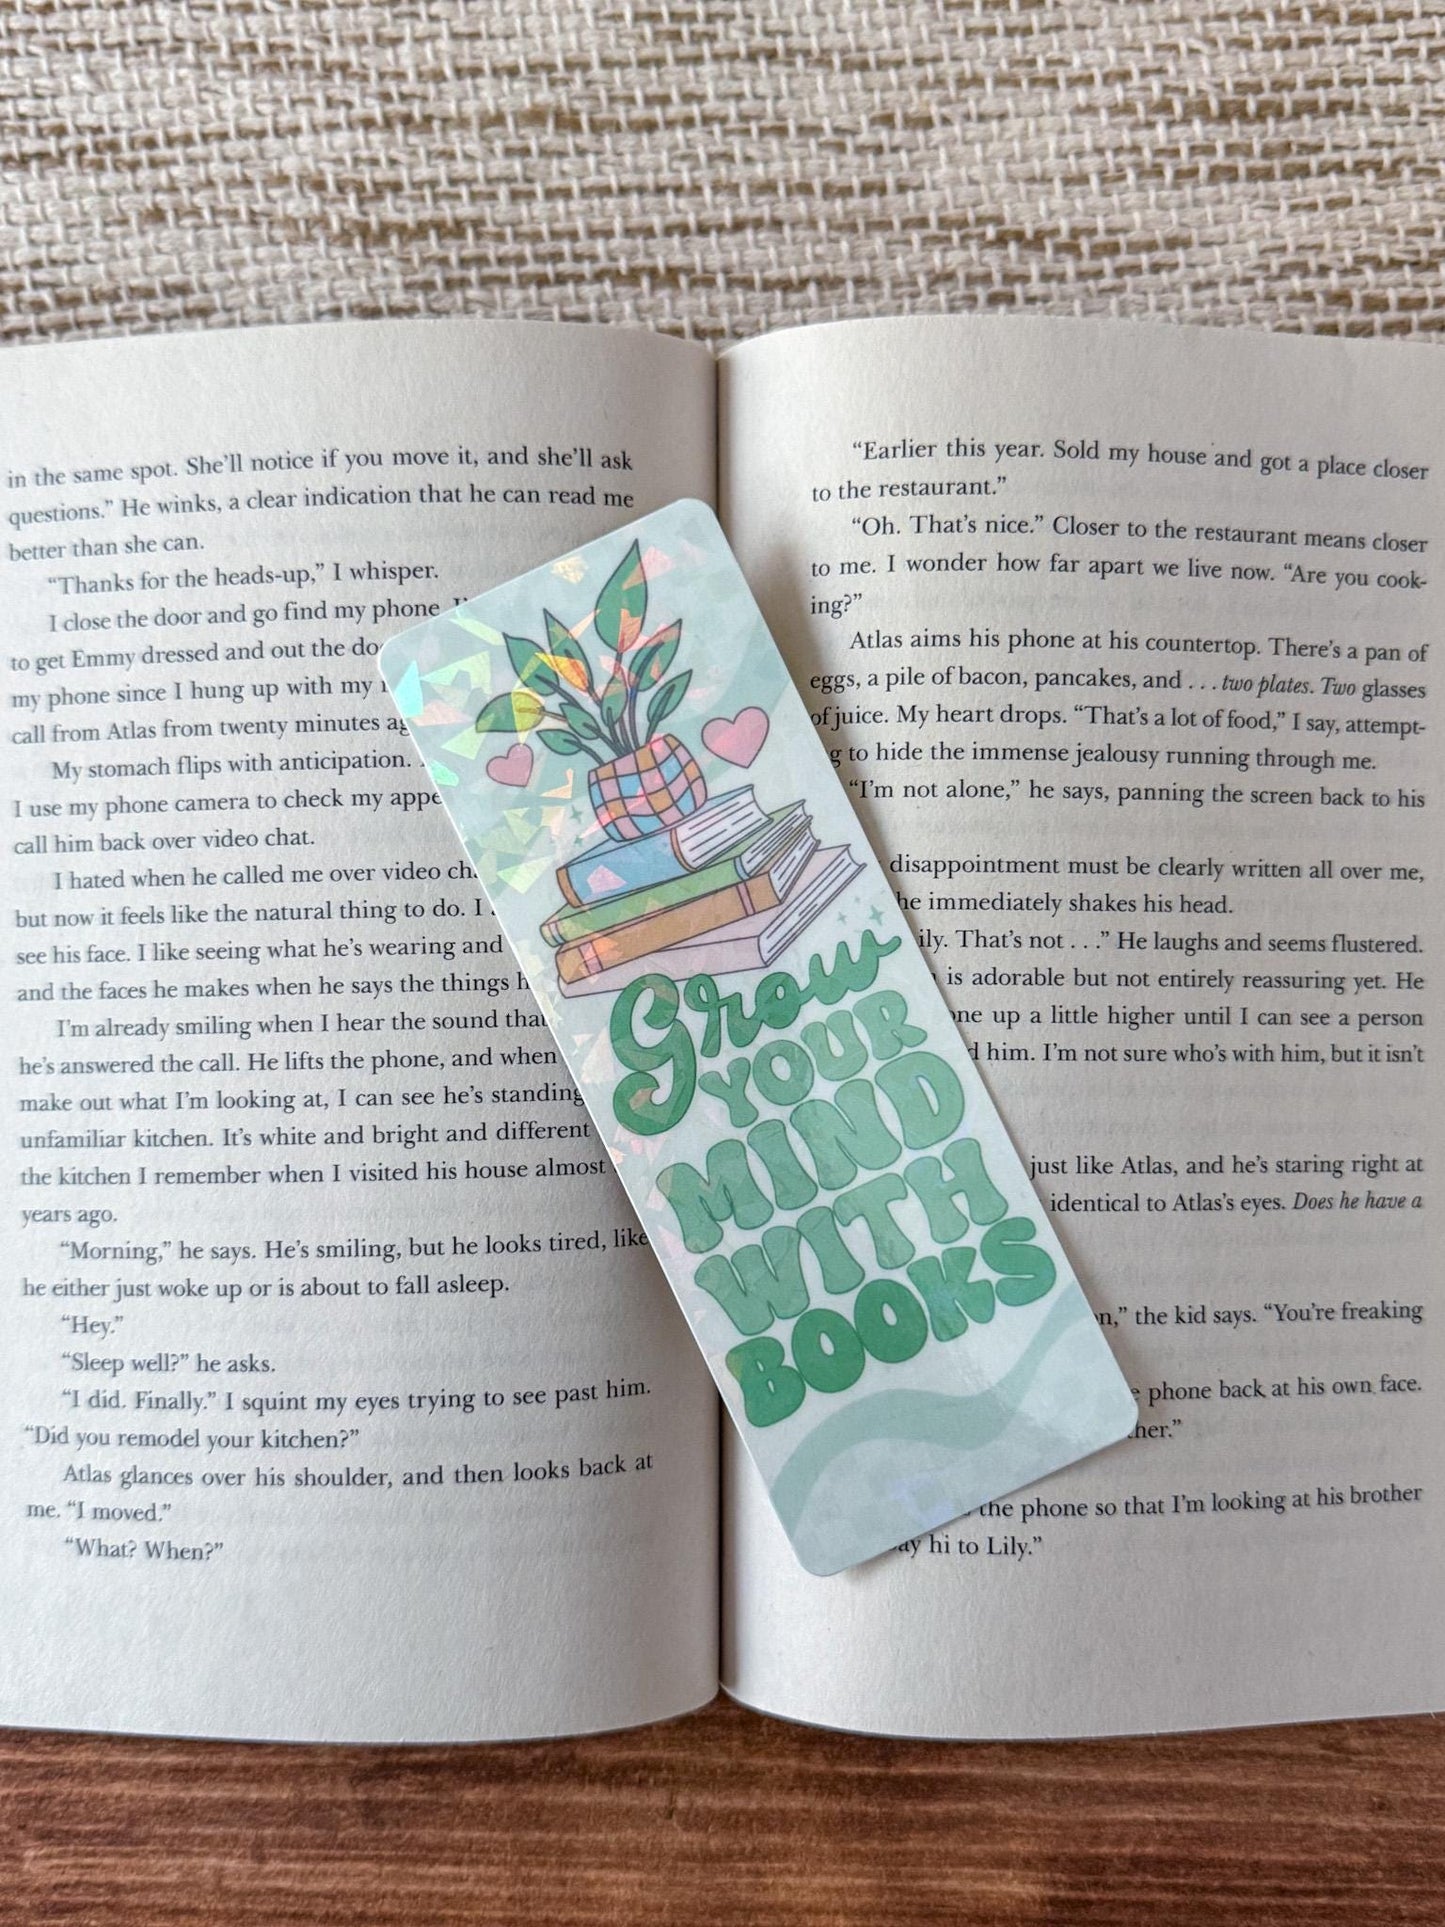 in the same spot. She'll notice if you move it, and she'll ask
questions.” He winks, a clear indication that he can read me
better than she can.
“Thanks for the heads-up,” I whisper.
I close the door and go find my phone.
to get Emmy dressed and out the
my phone since I hung up with my
call from Atlas from twenty minutes
My stomach flips with anticipation.
I use my phone camera to check my
call him back over video chat.
I hated when he called me over video
but now it feels like the natural thing to do. I
see his face. I like seeing what he's wearing and
and the faces he makes when he says the things
I'm already smiling when I hear the sound
he's answered the call. He lifts the phone, and when
make out what I'm looking at, I can see he's standing
unfamiliar kitchen. It's white and bright and different
the kitchen I remember when I visited his house almost
years ago.
“Morning,” he says. He's smiling, but he looks tired, like
he either just woke up or is about to fall asleep.
“Hey.”
“Sleep well?” he asks.
“I did. Finally.” I squint my eyes trying to see past him.
“Did you remodel your kitchen?”
Atlas glances over his shoulder, and then looks back at
me. “I moved.”
“What? When?”
Grow
YOUR
MIND
WITH
BOOKS
“Earlier this year. Sold my house and got a place closer
to the restaurant.”
“Oh. That's nice.” Closer to the restaurant means closer
to me. I wonder how far apart we live now. “Are you cook-
ing?”
Atlas aims his phone at his countertop. There's a pan of
eggs, a pile of bacon, pancakes, and . . . two plates. Two glasses
of juice. My heart drops. “That's a lot of food,” I say, attempt-
to hide the immense jealousy running through me.
“I'm not alone,” he says, panning the screen back to his
disappointment must be clearly written all over me,
he immediately shakes his head.
That's not . . .” He laughs and seems flustered.
is adorable but not entirely reassuring yet. He
up a little higher until I can see a person
him. I'm not sure who's with him, but it isn't
just like Atlas, and he's staring right at
identical to Atlas's eyes. Does he have a
the kid says. “You're freaking
phone back at his own face.
the phone so that I'm looking at his brother
hi to Lily.”